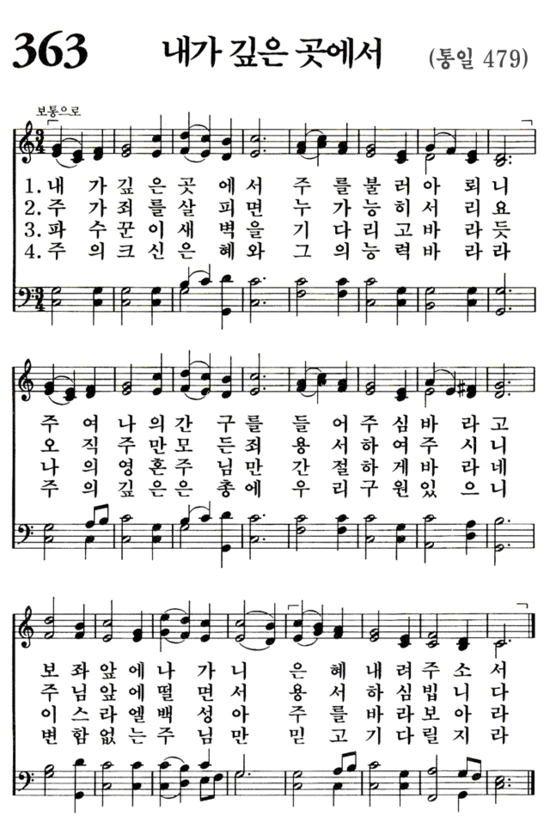 363 내가 깊은 곳에서 (통일 479)
보통으로
1. 내 가 깊 은 곳 에 서 주 를 불 러 아 뢰 니
2. 주 가 죄 를 살 피 면 누 가 능 히 서 리 요
3. 파 수 꾼 이 새 벽 을 기 다 리 고 바 라 듯
4. 주 의 크 신 은 혜 와 그 의 능 력 바 라 라
주 여 나 의 간 구 를 들 어 주 심 바 라 고
오 직 주 만 모 든 죄 용 서 하 여 주 시 니
나 의 영 혼 주 님 만 간 절 하 게 바 라 네
주 의 깊 은 은 총 에 우 리 구 원 있 으 니
보 좌 앞 에 나 가 니 은 혜 내 려 주 소 서
주 님 앞 에 떨 면 서 용 서 하 심 빕 니 다
이 스 라 엘 백 성 아 주 를 바 라 보 아 라
변 함 없 는 주 님 만 믿 고 기 다 릴 지 라